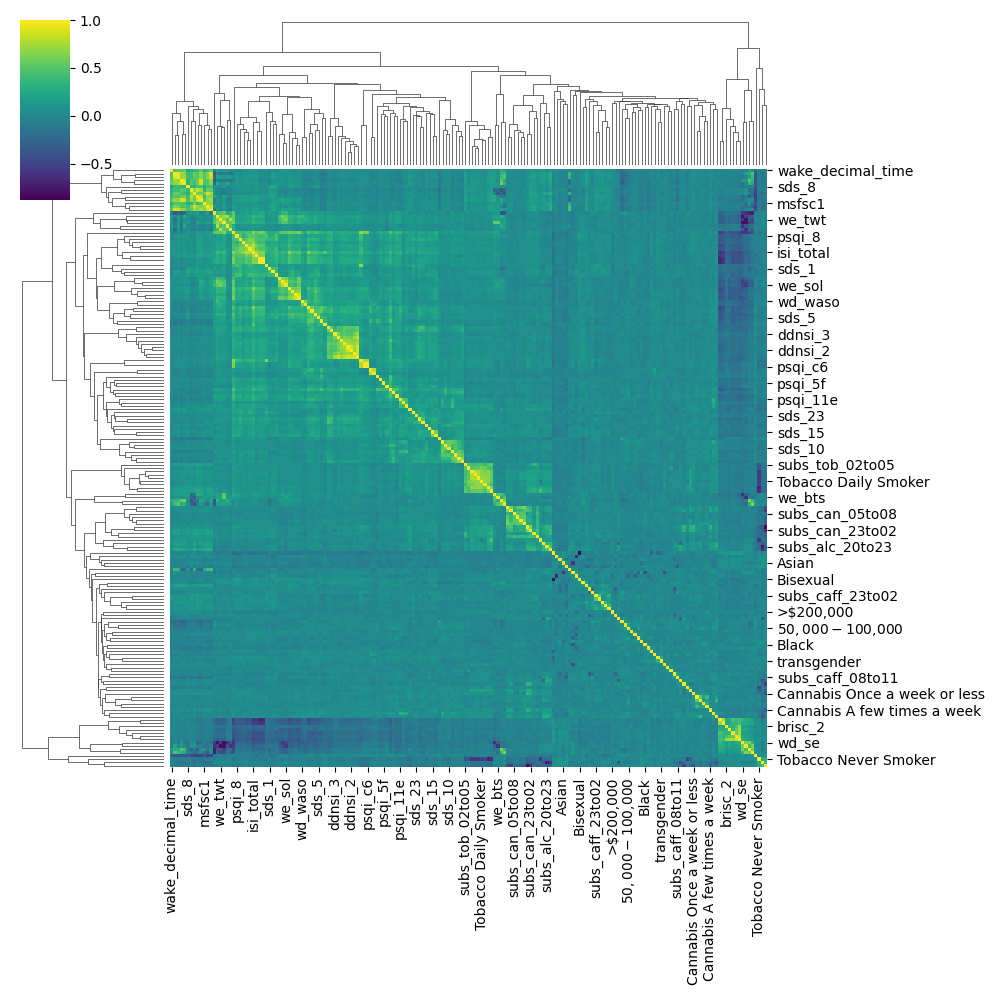 1.0
0.5
0.0
−0.5
wake_decimal_time
sds_8
msfsc1
we_twt
psqi_8
isi_total
sds_1
we_sol
wd_waso
sds_5
ddnsi_3
ddnsi_2
psqi_c6
psqi_5f
psqi_11e
sds_23
sds_15
sds_10
subs_tob_02to05
Tobacco Daily Smoker
we_bts
subs_can_05to08
subs_can_23to02
subs_alc_20to23
Asian
Bisexual
subs_caff_23to02
>$200,000
50,000 − 100,000
Black
transgender
subs_caff_08to11
Cannabis Once a week or less
Cannabis A few times a week
brisc_2
wd_se
Tobacco Never Smoker
wake_decimal_time
sds_8
msfsc1
we_twt
psqi_8
isi_total
sds_1
we_sol
wd_waso
sds_5
ddnsi_3
ddnsi_2
psqi_c6
psqi_5f
psqi_11e
sds_23
sds_15
sds_10
subs_tob_02to05
Tobacco Daily Smoker
we_bts
subs_can_05to08
subs_can_23to02
subs_alc_20to23
Asian
Bisexual
subs_caff_23to02
>$200,000
50,000 − 100,000
Black
transgender
subs_caff_08to11
Cannabis Once a week or less
Cannabis A few times a week
brisc_2
wd_se
Tobacco Never Smoker